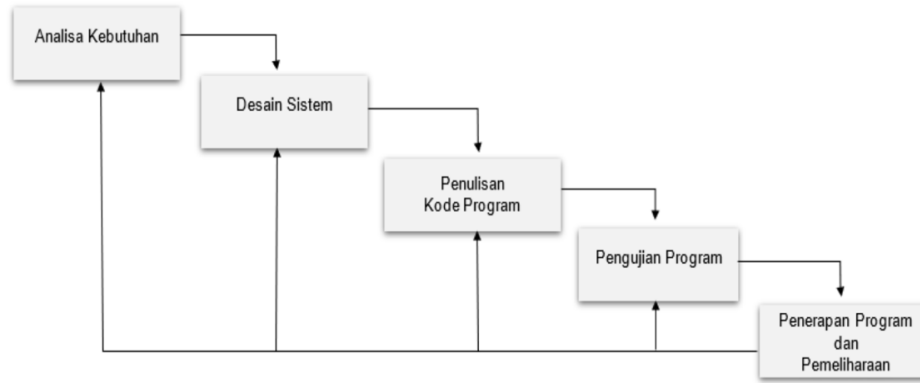 Analisa Kebutuhan
Desain Sistem
Penulisan
Kode Program
Pengujian Program
Penerapan Program
dan
Pemeliharaan